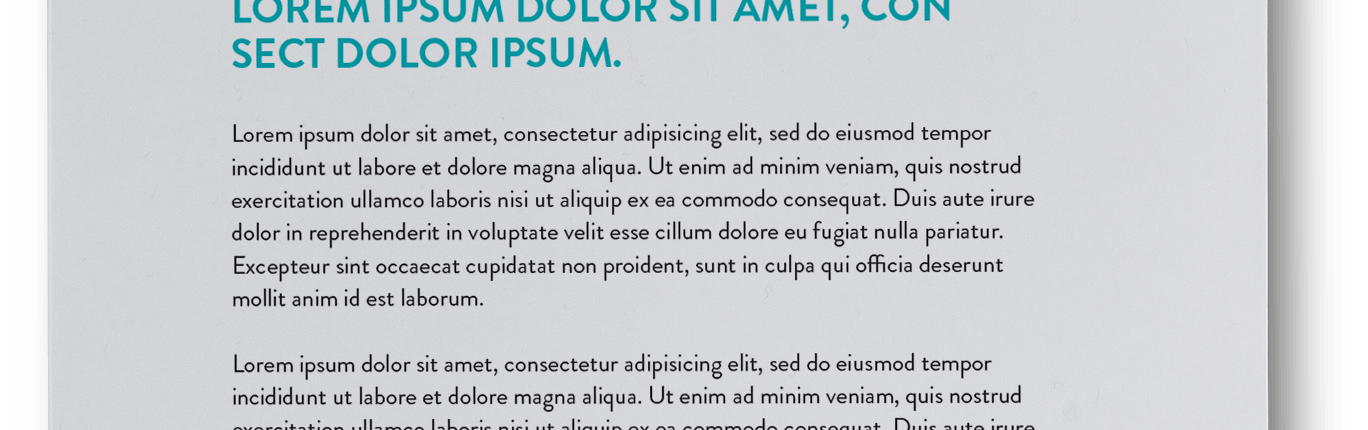 LOREM IPSUM DOLOR SIT AMET, CON
SECT DOLOR IPSUM.
Lorem ipsum dolor sit amet, consectetur adipisicing elit, sed do eiusmod tempor
incididunt ut labore et dolore magna aliqua. Ut enim ad minim veniam, quis nostrud
exercitation ullamco laboris nisi ut aliquip ex ea commodo consequat. Duis aute irure
dolor in reprehenderit in voluptate velit esse cillum dolore eu fugiat nulla pariatur.
Excepteur sint occaecat cupidatat non proident, sunt in culpa qui officia deserunt
mollit anim id est laborum.
Lorem ipsum dolor sit amet, consectetur adipisicing elit, sed do eiusmod tempor
incididunt ut labore et dolore magna aliqua. Ut enim ad minim veniam, quis nostrud
exercitation ullamco laboris nisi ut aliquip ex ea commodo consequat. Duis aute irure